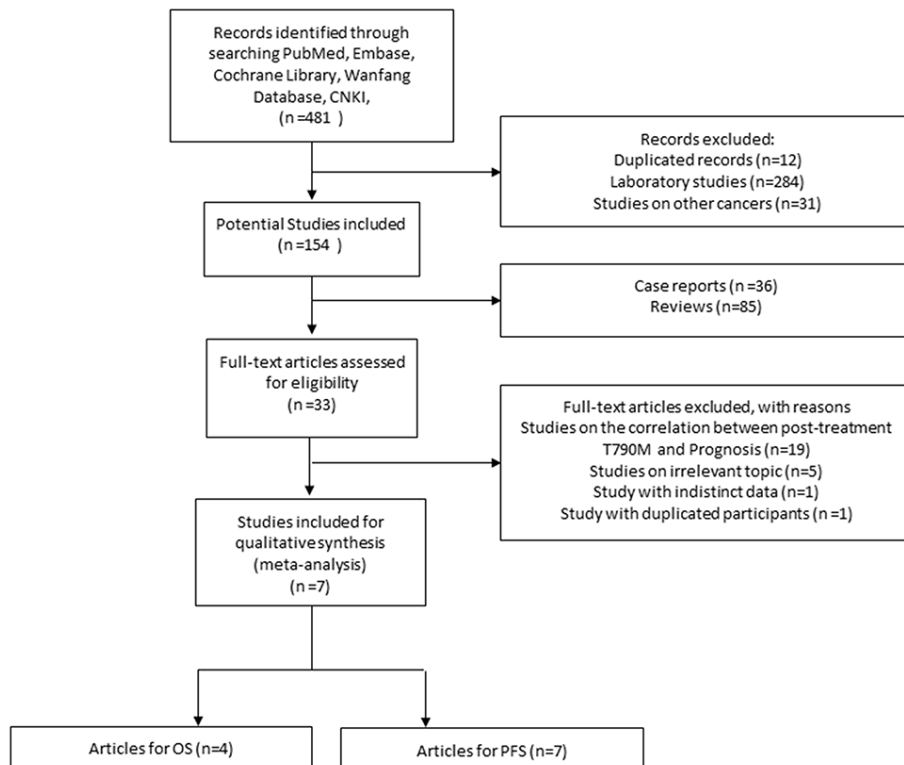 Records identified through
searching PubMed, Embase,
Cochrane Library, Wanfang
Database, CNKI,
(n =481 )
Records excluded:
Duplicated records (n=12)
Laboratory studies (n=284)
Studies on other cancers (n=31)
Potential Studies included
(n =154 )
Case reports (n =36)
Reviews (n=85)
Full-text articles assessed
for eligibility
(n =33)
Full-text articles excluded, with reasons
Studies on the correlation between post-treatment
T790M and Prognosis (n=19)
Studies on irrelevant topic (n=5)
Study with indistinct data (n=1)
Study with duplicated participants (n =1)
Studies included for
qualitative synthesis
(meta-analysis)
(n =7)
Articles for OS (n=4)
Articles for PFS (n=7)